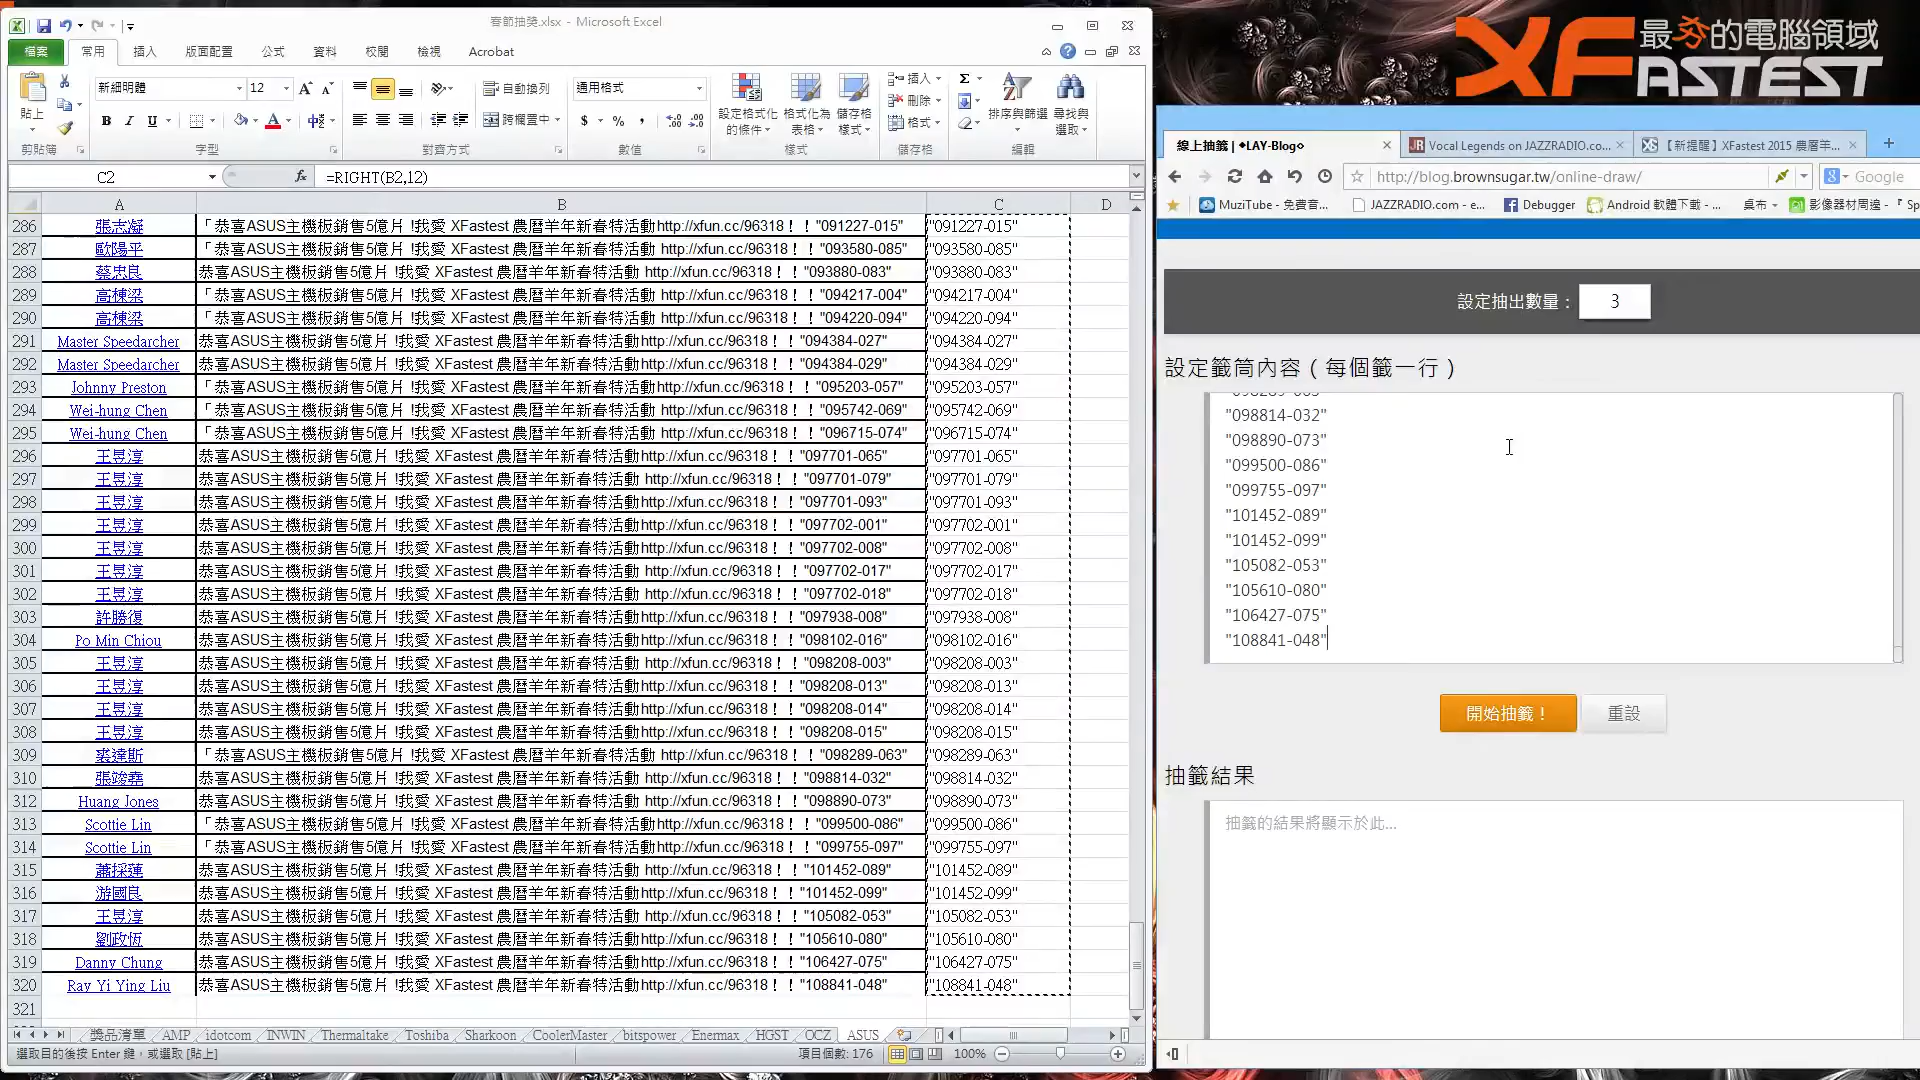 春節抽獎.xlsx - Microsoft Excel
檔案 常用 插入 版面配置 公式 資料 校閱 檢視 Acrobat
新細明體 12 自動換列 通用格式
貼上
跨欄置中
設定格式化的條件 格式化為表格 儲存格樣式
插入 刪除 格式
排序與篩選 尋找與選取
剪貼簿 字型 對齊方式 數值 樣式 儲存格 編輯
C2 fx =RIGHT(B2,12)
A B C D
286 張志凝 「恭喜ASUS主機板銷售5億片 !我愛 XFastest 農曆羊年新春特活動http://xfun.cc/96318！！"091227-015" "091227-015"
287 歐陽平 「恭喜ASUS主機板銷售5億片 !我愛 XFastest 農曆羊年新春特活動 http://xfun.cc/96318！！"093580-085" "093580-085"
288 蔡忠良 恭喜ASUS主機板銷售5億片 !我愛 XFastest 農曆羊年新春特活動 http://xfun.cc/96318！！"093880-083" "093880-083"
289 高棟梁 「恭喜ASUS主機板銷售5億片 !我愛 XFastest 農曆羊年新春特活動 http://xfun.cc/96318！！"094217-004" "094217-004"
290 高棟梁 「恭喜ASUS主機板銷售5億片 !我愛 XFastest 農曆羊年新春特活動 http://xfun.cc/96318！！"094220-094" "094220-094"
291 Master Speedarcher 恭喜ASUS主機板銷售5億片 !我愛 XFastest 農曆羊年新春特活動http://xfun.cc/96318！！"094384-027" "094384-027"
292 Master Speedarcher 恭喜ASUS主機板銷售5億片 !我愛 XFastest 農曆羊年新春特活動http://xfun.cc/96318！！"094384-029" "094384-029"
293 Johnny Preston 「恭喜ASUS主機板銷售5億片 !我愛 XFastest 農曆羊年新春特活動http://xfun.cc/96318！！"095203-057" "095203-057"
294 Wei-hung Chen 「恭喜ASUS主機板銷售5億片 !我愛 XFastest 農曆羊年新春特活動 http://xfun.cc/96318！！"095742-069" "095742-069"
295 Wei-hung Chen 「恭喜ASUS主機板銷售5億片 !我愛 XFastest 農曆羊年新春特活動 http://xfun.cc/96318！！"096715-074" "096715-074"
296 王昱淳 恭喜ASUS主機板銷售5億片 !我愛 XFastest 農曆羊年新春特活動 http://xfun.cc/96318！！"097701-065" "097701-065"
297 王昱淳 恭喜ASUS主機板銷售5億片 !我愛 XFastest 農曆羊年新春特活動 http://xfun.cc/96318！！"097701-079" "097701-079"
298 王昱淳 恭喜ASUS主機板銷售5億片 !我愛 XFastest 農曆羊年新春特活動 http://xfun.cc/96318！！"097701-093" "097701-093"
299 王昱淳 恭喜ASUS主機板銷售5億片 !我愛 XFastest 農曆羊年新春特活動 http://xfun.cc/96318！！"097702-001" "097702-001"
300 王昱淳 恭喜ASUS主機板銷售5億片 !我愛 XFastest 農曆羊年新春特活動 http://xfun.cc/96318！！"097702-008" "097702-008"
301 王昱淳 恭喜ASUS主機板銷售5億片 !我愛 XFastest 農曆羊年新春特活動 http://xfun.cc/96318！！"097702-017" "097702-017"
302 王昱淳 恭喜ASUS主機板銷售5億片 !我愛 XFastest 農曆羊年新春特活動 http://xfun.cc/96318！！"097702-018" "097702-018"
303 許勝復 恭喜ASUS主機板銷售5億片 !我愛 XFastest 農曆羊年新春特活動http://xfun.cc/96318！！"097938-008" "097938-008"
304 Po Min Chiou 恭喜ASUS主機板銷售5億片 !我愛 XFastest 農曆羊年新春特活動http://xfun.cc/96318！！"098102-016" "098102-016"
305 王昱淳 恭喜ASUS主機板銷售5億片 !我愛 XFastest 農曆羊年新春特活動 http://xfun.cc/96318！！"098208-003" "098208-003"
306 王昱淳 恭喜ASUS主機板銷售5億片 !我愛 XFastest 農曆羊年新春特活動 http://xfun.cc/96318！！"098208-013" "098208-013"
307 王昱淳 恭喜ASUS主機板銷售5億片 !我愛 XFastest 農曆羊年新春特活動 http://xfun.cc/96318！！"098208-014" "098208-014"
308 王昱淳 恭喜ASUS主機板銷售5億片 !我愛 XFastest 農曆羊年新春特活動 http://xfun.cc/96318！！"098208-015" "098208-015"
309 裘達斯 「恭喜ASUS主機板銷售5億片 !我愛 XFastest 農曆羊年新春特活動 http://xfun.cc/96318！！"098289-063" "098289-063"
310 張竣堯 恭喜ASUS主機板銷售5億片 !我愛 XFastest 農曆羊年新春特活動 http://xfun.cc/96318！！"098814-032" "098814-032"
312 Huang Jones 恭喜ASUS主機板銷售5億片 !我愛 XFastest 農曆羊年新春特活動http://xfun.cc/96318！！"098890-073" "098890-073"
313 Scottie Lin 「恭喜ASUS主機板銷售5億片 !我愛 XFastest 農曆羊年新春特活動http://xfun.cc/96318！！"099500-086" "099500-086"
314 Scottie Lin 「恭喜ASUS主機板銷售5億片 !我愛 XFastest 農曆羊年新春特活動http://xfun.cc/96318！！"099755-097" "099755-097"
315 蕭採蓮 恭喜ASUS主機板銷售5億片 !我愛 XFastest 農曆羊年新春特活動 http://xfun.cc/96318！！"101452-089" "101452-089"
316 游國良 恭喜ASUS主機板銷售5億片 !我愛 XFastest 農曆羊年新春特活動http://xfun.cc/96318！！"101452-099" "101452-099"
317 王昱淳 恭喜ASUS主機板銷售5億片 !我愛 XFastest 農曆羊年新春特活動 http://xfun.cc/96318！！"105082-053" "105082-053"
318 劉政恆 恭喜ASUS主機板銷售5億片 !我愛 XFastest 農曆羊年新春特活動http://xfun.cc/96318！！"105610-080" "105610-080"
319 Danny Chung 恭喜ASUS主機板銷售5億片 !我愛 XFastest 農曆羊年新春特活動http://xfun.cc/96318！！"106427-075" "106427-075"
320 Ray Yi Ying Liu 恭喜ASUS主機板銷售5億片 !我愛 XFastest 農曆羊年新春特活動http://xfun.cc/96318！！"108841-048" "108841-048"
321
獎品清單 AMP idotcom INWIN Thermaltake Toshiba Sharkoon CoolerMaster bitspower Enermax HGST OCZ ASUS
選取目的後按 Enter 鍵，或選取 [貼上] 項目個數: 176 100%
XFASTEST 最夯的電腦領域
線上抽籤 | ◆LAY-Blog◇ Vocal Legends on JAZZRADIO.co... 【新提醒】XFastest 2015 農曆羊...
http://blog.brownsugar.tw/online-draw/ Google
MuziTube - 免費音... JAZZRADIO.com - e... Debugger Android 軟體下載 - ... 桌布 影像器材周邊 - 『 Sp
設定抽出數量： 3
設定籤筒內容（每個籤一行）
"098289-063"
"098814-032"
"098890-073"
"099500-086"
"099755-097"
"101452-089"
"101452-099"
"105082-053"
"105610-080"
"106427-075"
"108841-048"
開始抽籤！ 重設
抽籤結果
抽籤的結果將顯示於此...